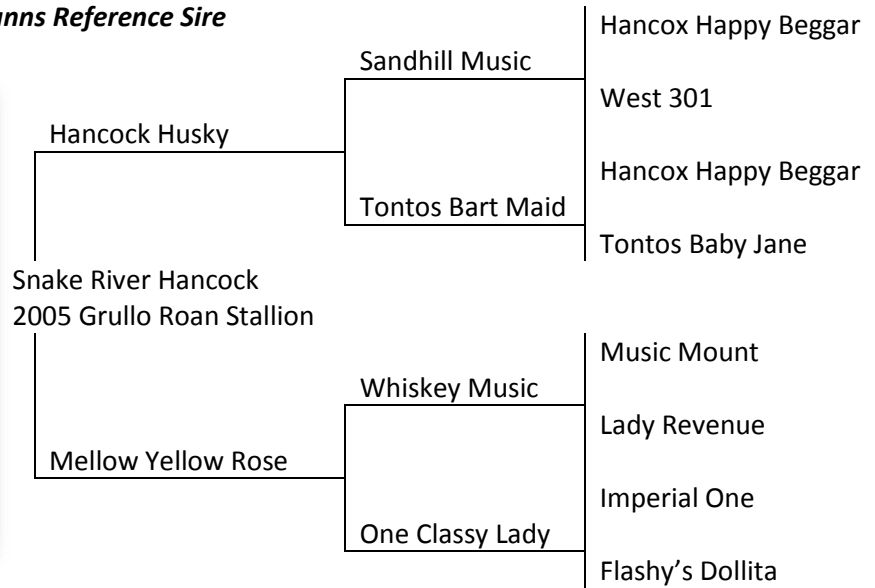 Reference Sire
Hancox Happy Beggar
Sandhill Music
West 301
Hancock Husky
Hancox Happy Beggar
Tontos Bart Maid
Tontos Baby Jane
Snake River Hancock
2005 Grullo Roan Stallion
Music Mount
Whiskey Music
Lady Revenue
Mellow Yellow Rose
Imperial One
One Classy Lady
Flashy’s Dollita